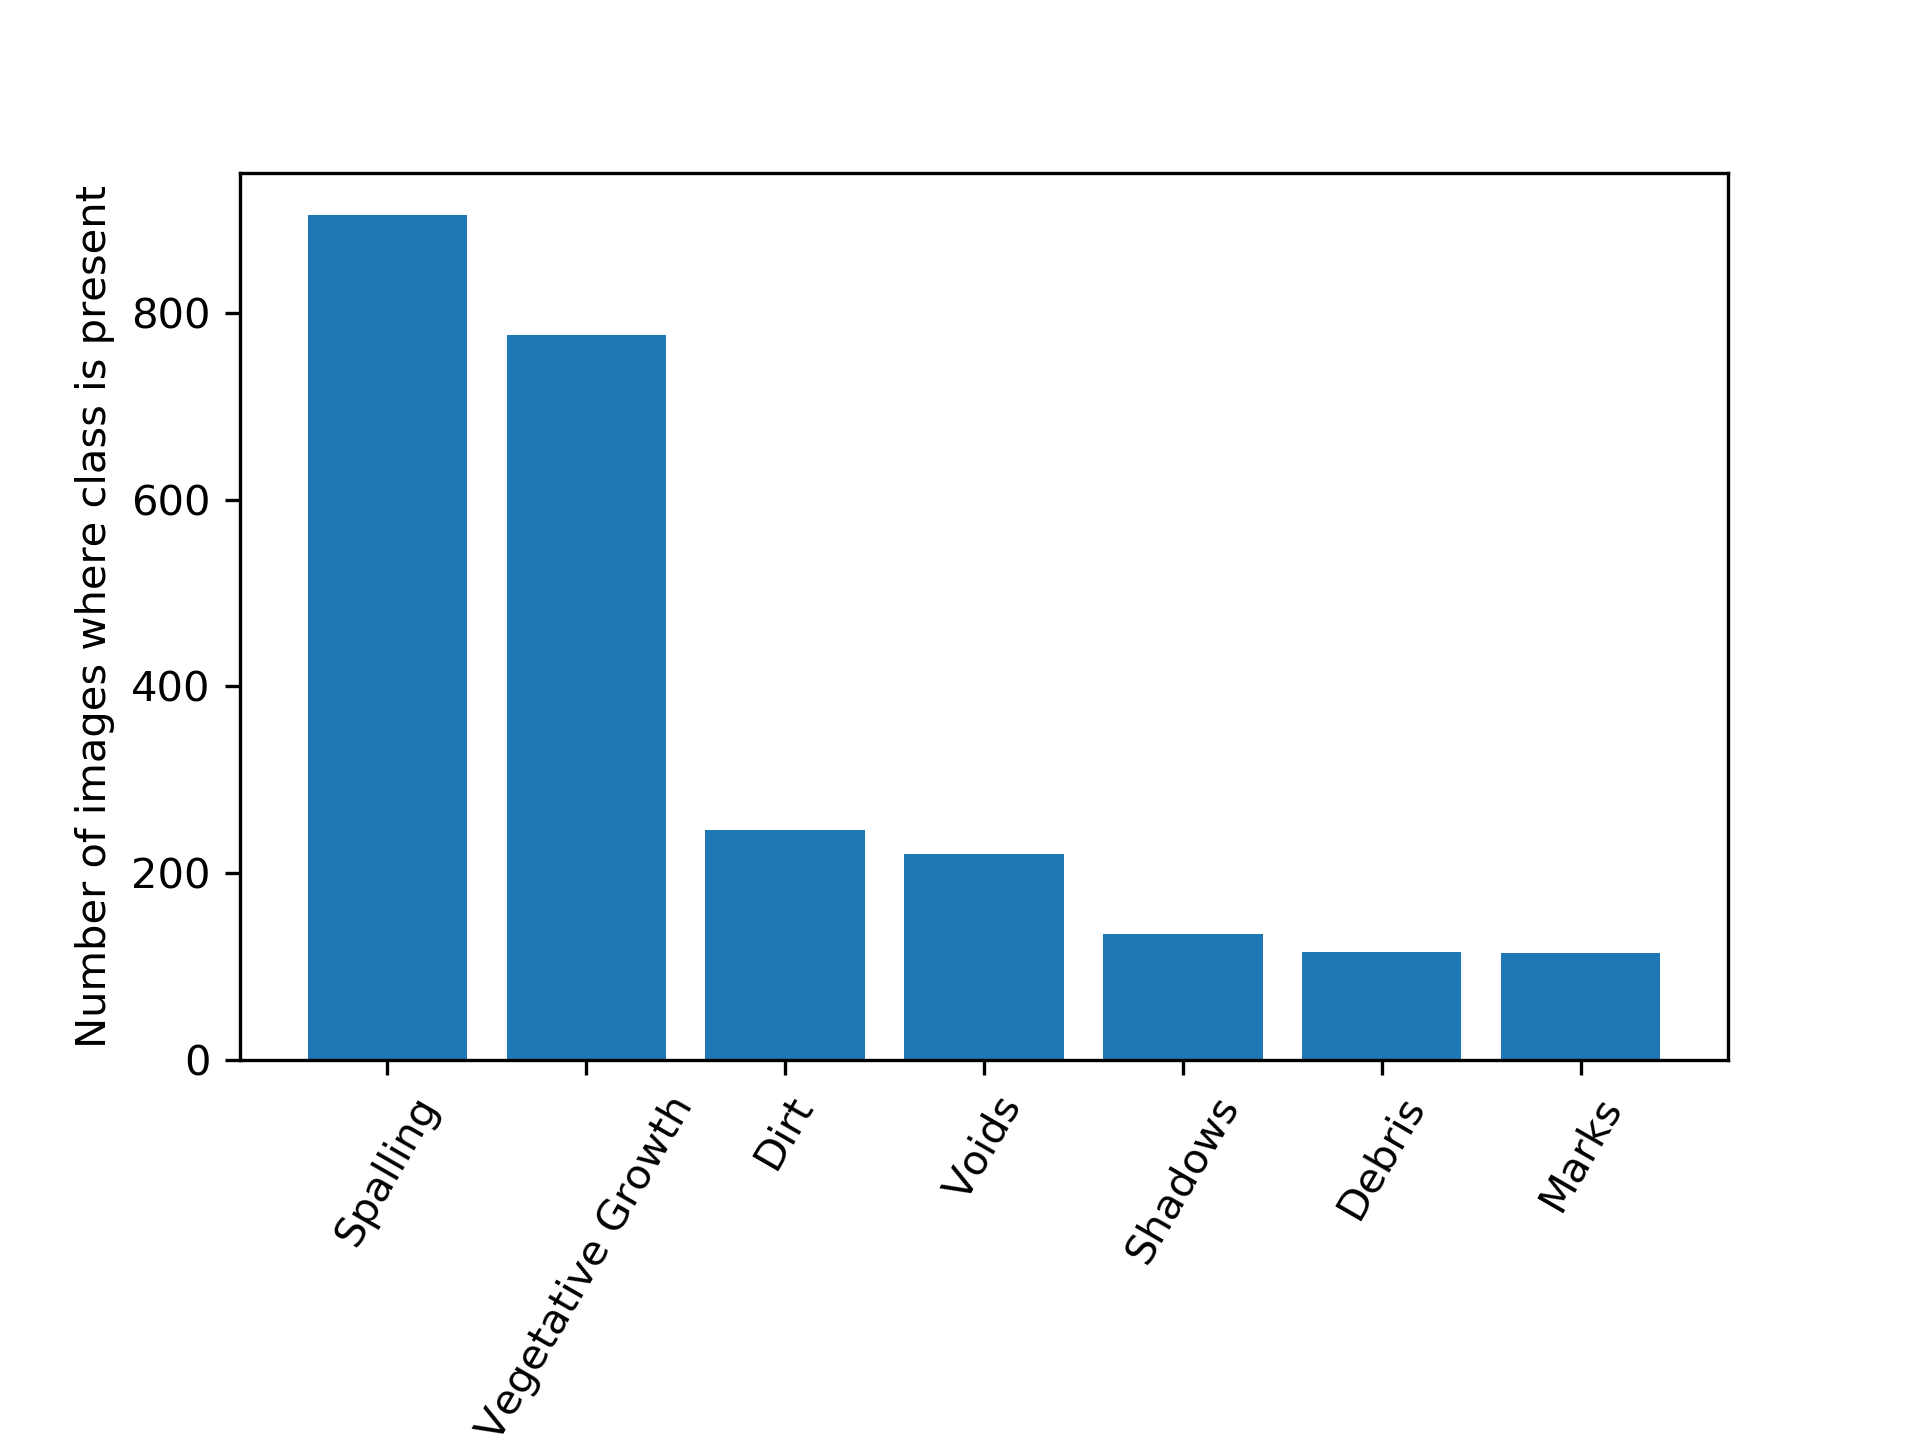 Number of images where class is present
800
600
400
200
0
Spalling
Vegetative Growth
Dirt
Voids
Shadows
Debris
Marks